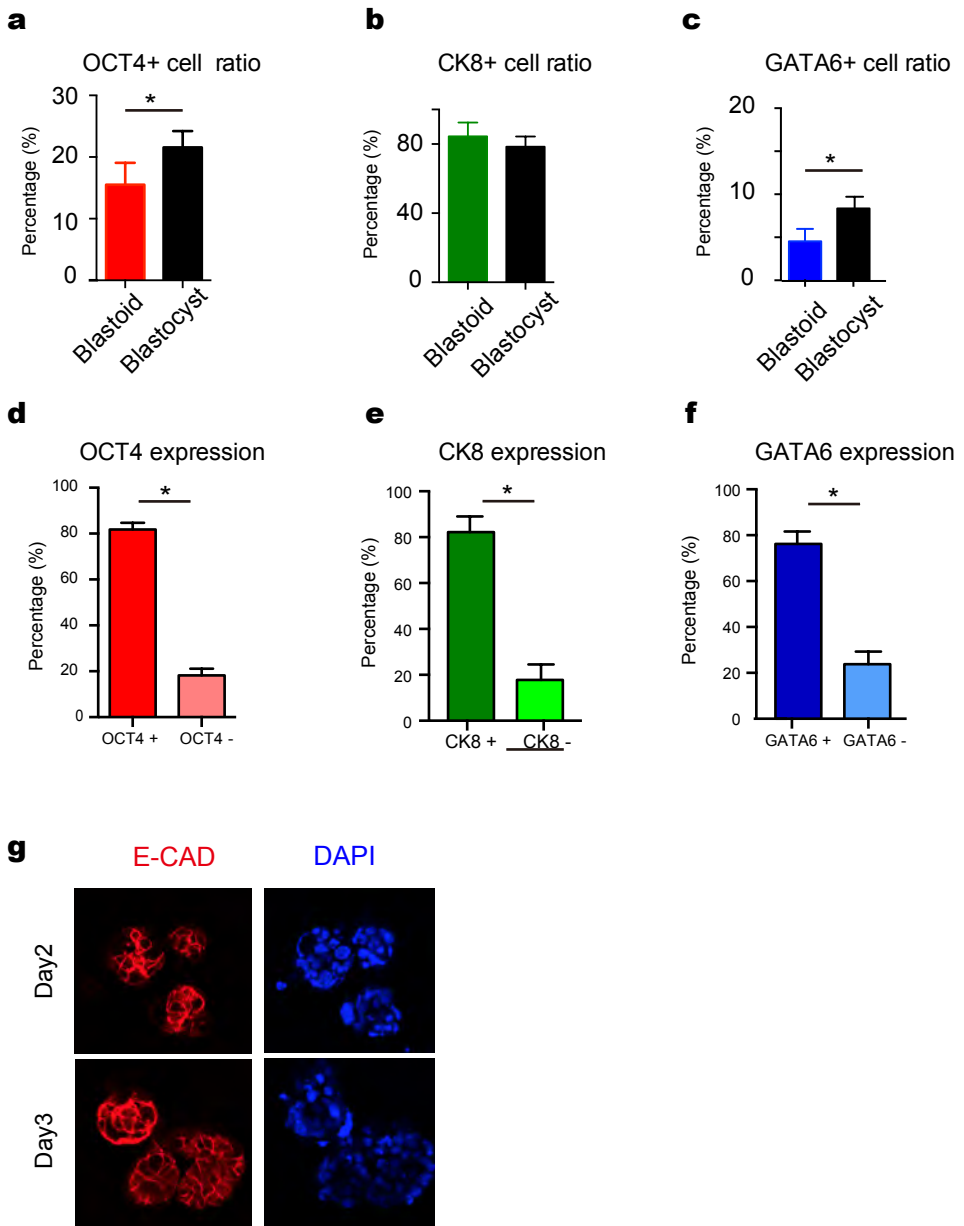 a
OCT4+ cell ratio
Percentage (%)
30
20
10
0
*
Blastoid
Blastocyst
b
CK8+ cell ratio
Percentage (%)
80
40
0
Blastoid
Blastocyst
c
GATA6+ cell ratio
Percentage (%)
20
10
0
*
Blastoid
Blastocyst
d
OCT4 expression
Percentage (%)
100
80
60
40
20
0
*
OCT4 +
OCT4 -
e
CK8 expression
Percentage (%)
100
80
60
40
20
0
*
CK8 +
CK8 -
f
GATA6 expression
Percentage (%)
100
80
60
40
20
0
*
GATA6 +
GATA6 -
g
E-CAD
DAPI
Day2
Day3